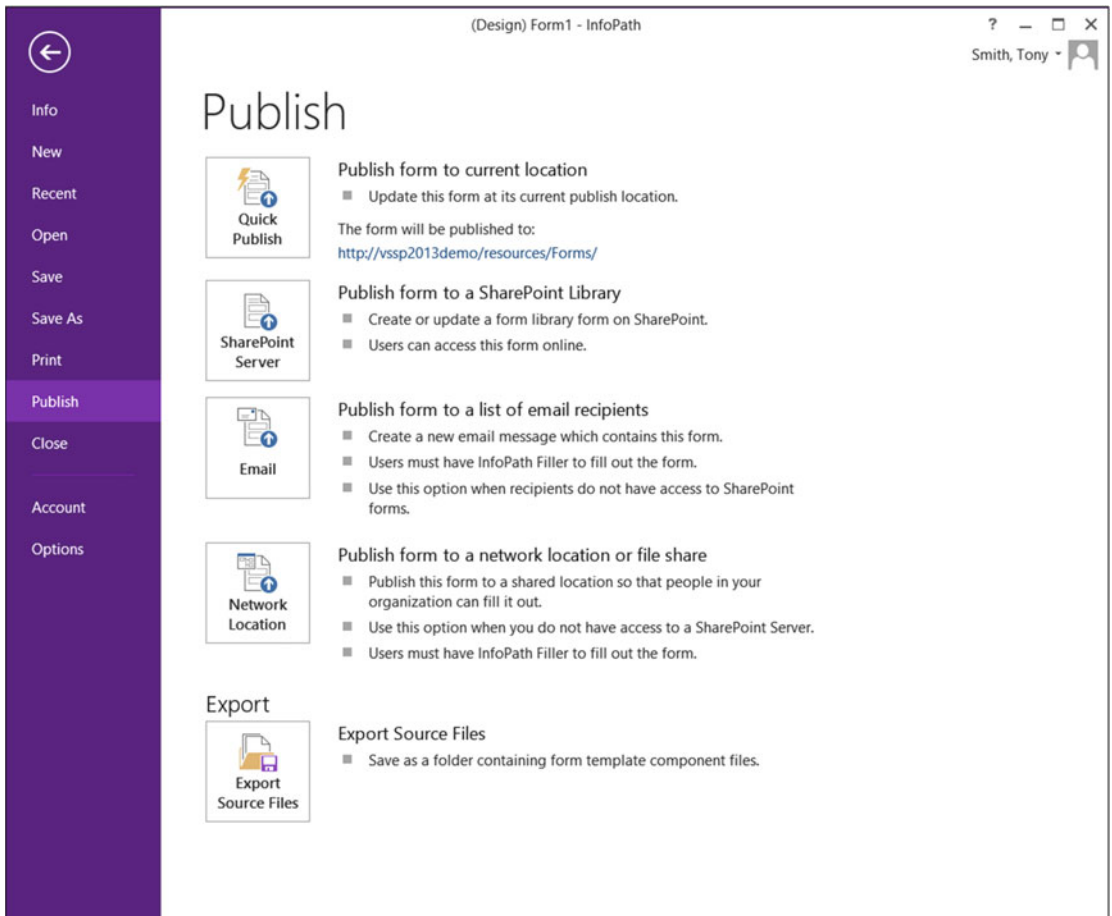 (Design) Form1 - InfoPath
?
Smith, Tony
Info
New
Recent
Open
Save
Save As
Print
Publish
Close
Account
Options
Publish
Quick
Publish
Publish form to current location
Update this form at its current publish location.
The form will be published to:
http://vssp2013demo/resources/Forms/
SharePoint
Server
Publish form to a SharePoint Library
Create or update a form library form on SharePoint.
Users can access this form online.
Email
Publish form to a list of email recipients
Create a new email message which contains this form.
Users must have InfoPath Filler to fill out the form.
Use this option when recipients do not have access to SharePoint
forms.
Network
Location
Publish form to a network location or file share
Publish this form to a shared location so that people in your
organization can fill it out.
Use this option when you do not have access to a SharePoint Server.
Users must have InfoPath Filler to fill out the form.
Export
Export
Source Files
Export Source Files
Save as a folder containing form template component files.